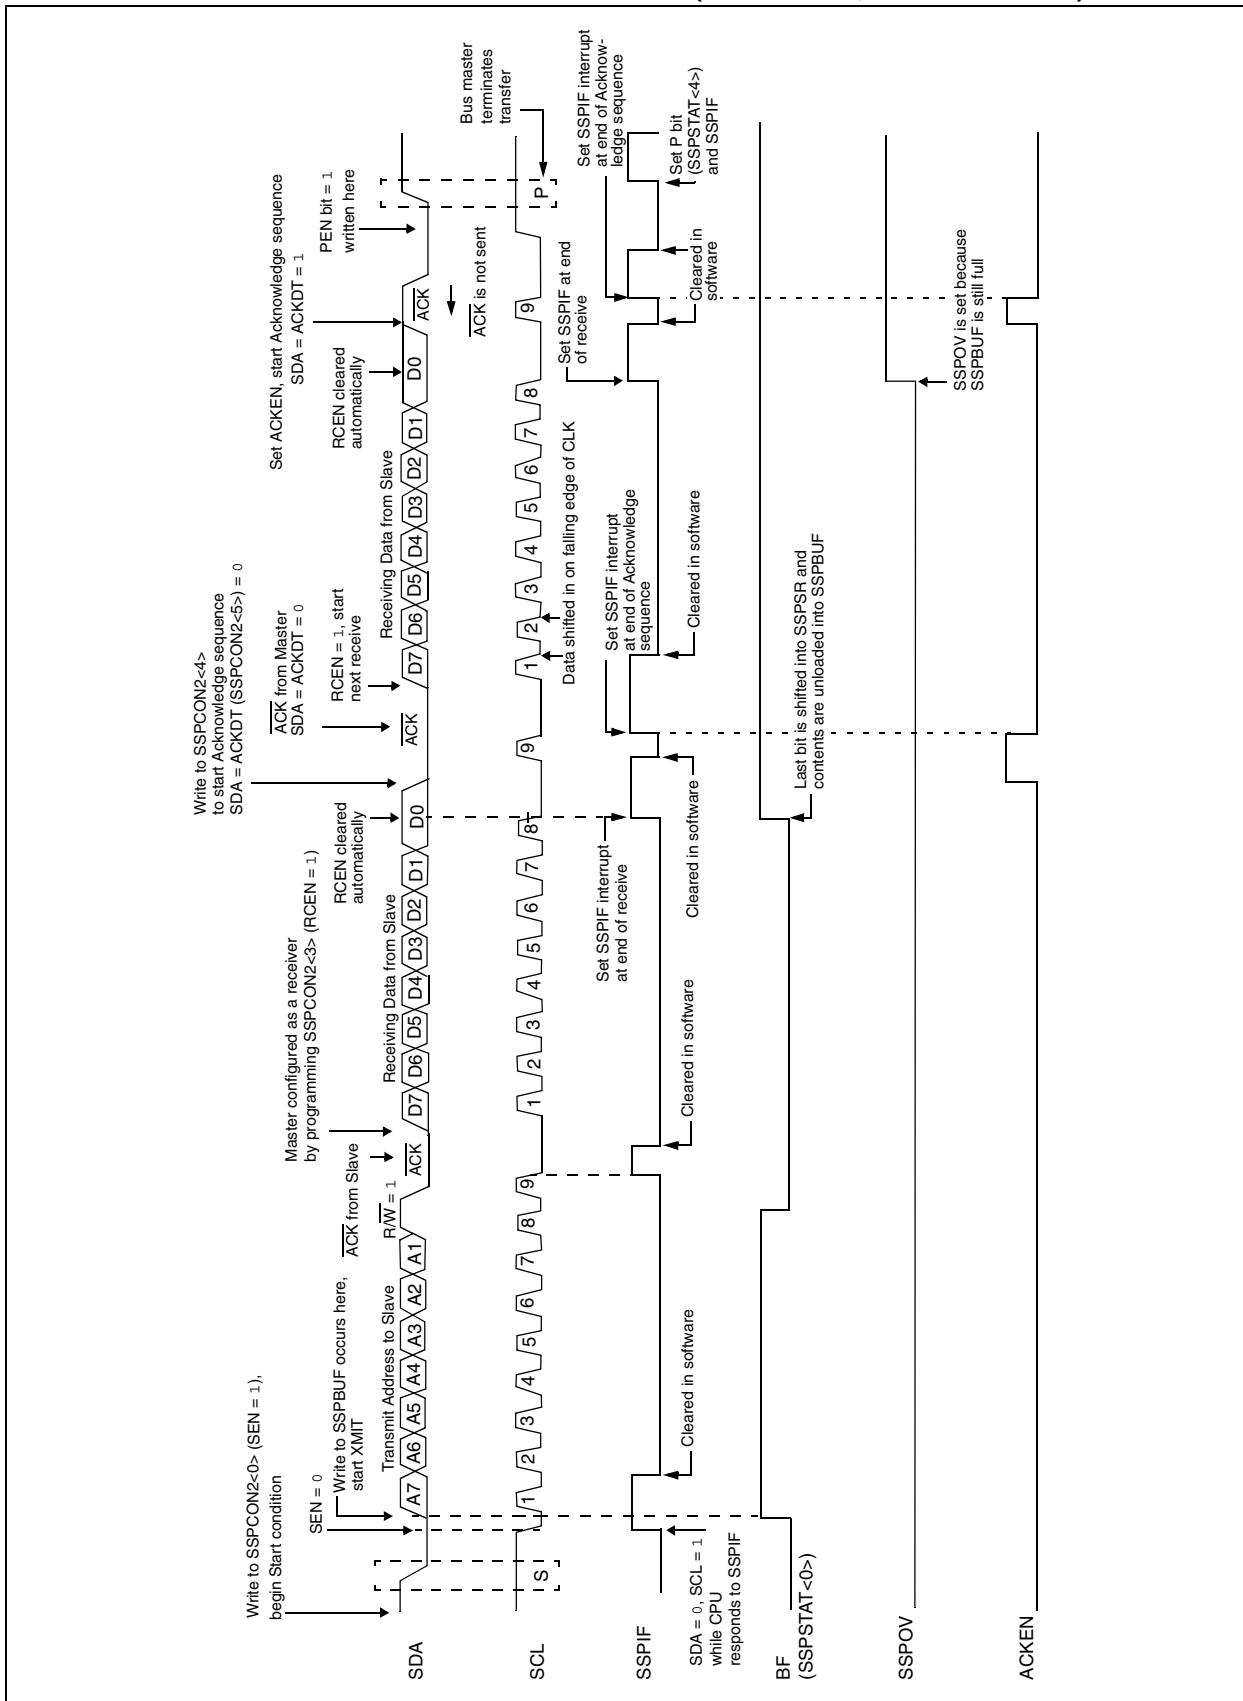 Write to SSPCON2<0> (SEN = 1),
begin Start condition
SEN = 0
Write to SSPBUF occurs here,
start XMIT
ACK from Slave
Master configured as a receiver
by programming SSPCON2<3> (RCEN = 1)
RCEN cleared
automatically
Write to SSPCON2<4>
to start Acknowledge sequence
SDA = ACKDT (SSPCON2<5>) = 0
ACK from Master
SDA = ACKDT = 0
RCEN = 1, start
next receive
RCEN cleared
automatically
Set ACKEN, start Acknowledge sequence
SDA = ACKDT = 1
PEN bit = 1
written here
Transmit Address to Slave
R/W = 1
Receiving Data from Slave
Receiving Data from Slave
SDA
A7 A6 A5 A4 A3 A2 A1
ACK
D7 D6 D5 D4 D3 D2 D1 D0
ACK
D7 D6 D5 D4 D3 D2 D1 D0
ACK
ACK is not sent
Bus master
terminates
transfer
SCL
S
1 2 3 4 5 6 7 8 9
1 2 3 4 5 6 7 8
9
1 2 3 4 5 6 7 8
9
P
Data shifted in on falling edge of CLK
Set SSPIF interrupt
at end of receive
Set SSPIF interrupt
at end of Acknowledge
sequence
Set SSPIF at end
of receive
Set SSPIF interrupt
at end of Acknow-
ledge sequence
SSPIF
SDA = 0, SCL = 1
while CPU
responds to SSPIF
Cleared in software
Cleared in software
Cleared in software
Cleared in software
Cleared in
software
Set P bit
(SSPSTAT<4>)
and SSPIF
BF
(SSPSTAT<0>)
Last bit is shifted into SSPSR and
contents are unloaded into SSPBUF
SSPOV
SSPOV is set because
SSPBUF is still full
ACKEN